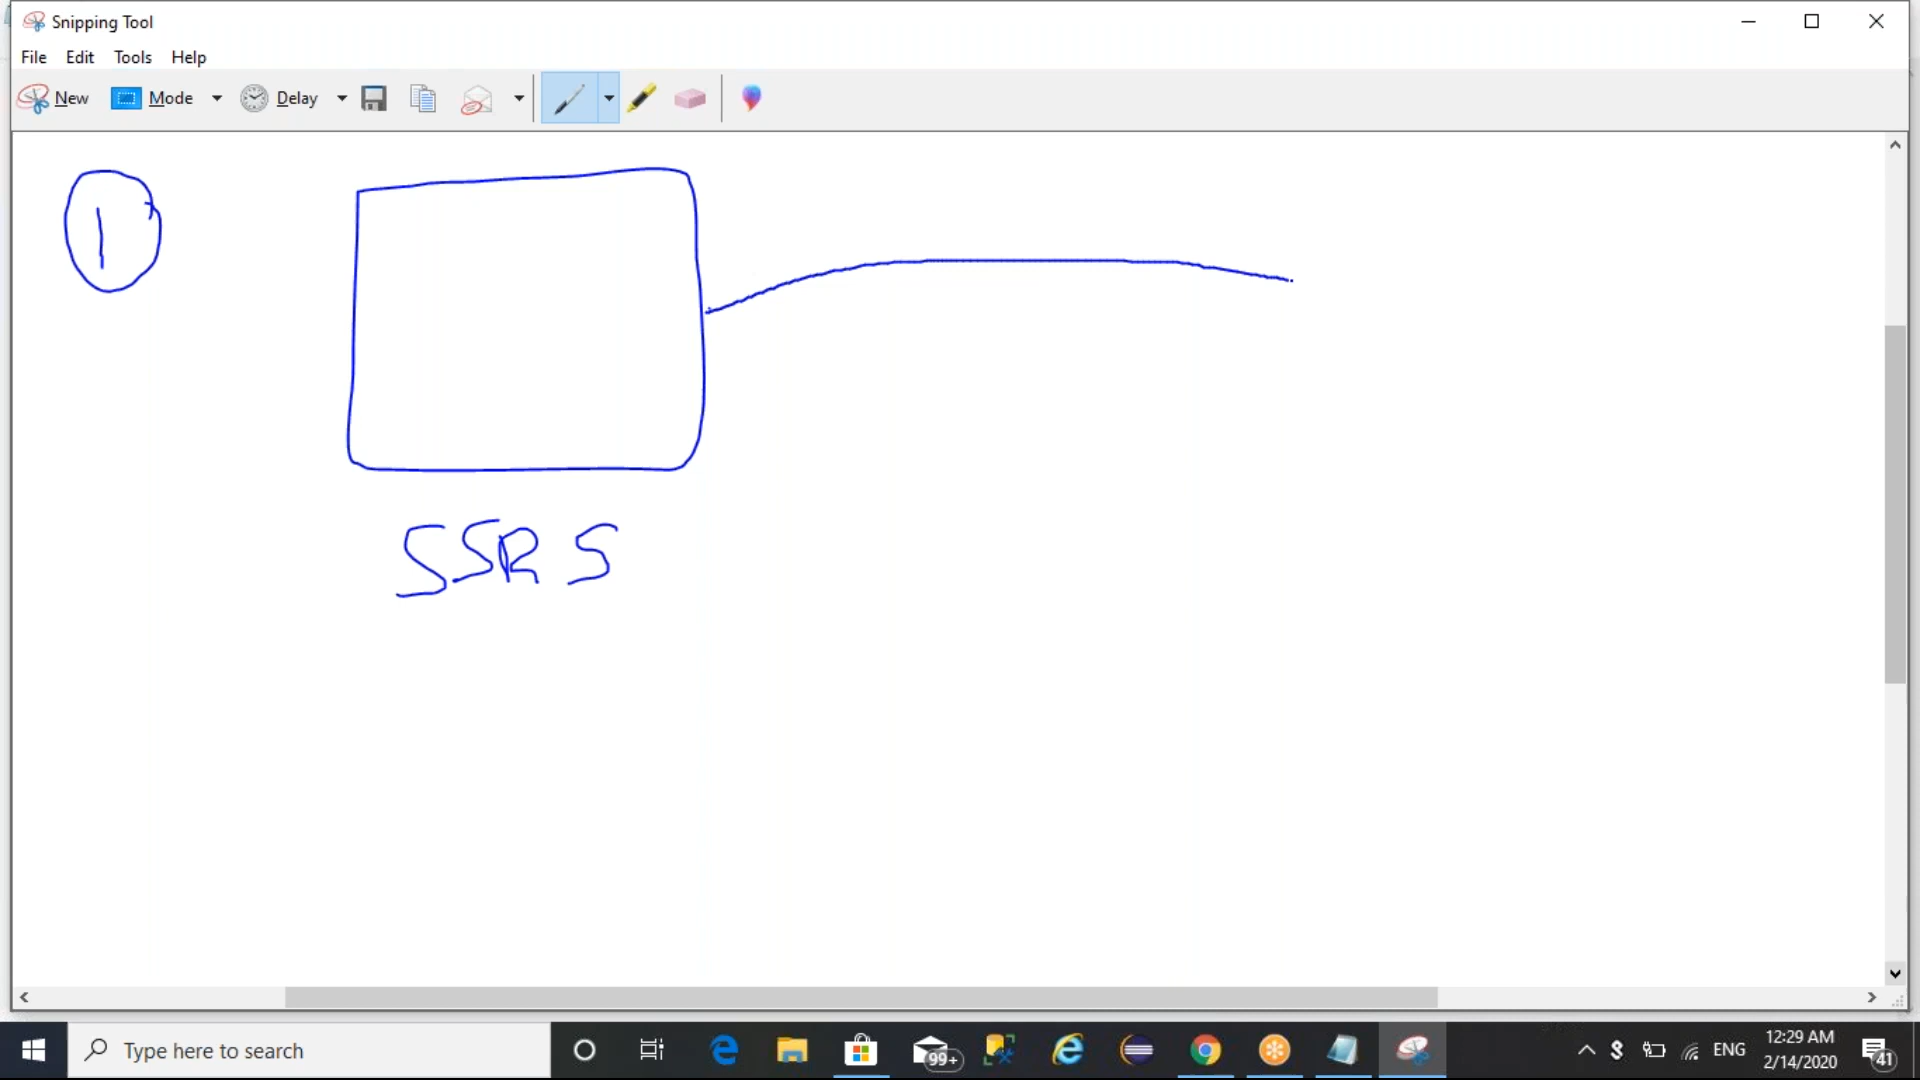 Snipping Tool
File Edit Tools Help
New Mode Delay
1
SSRS
Type here to search
99+
ENG
12:29 AM
2/14/2020
41